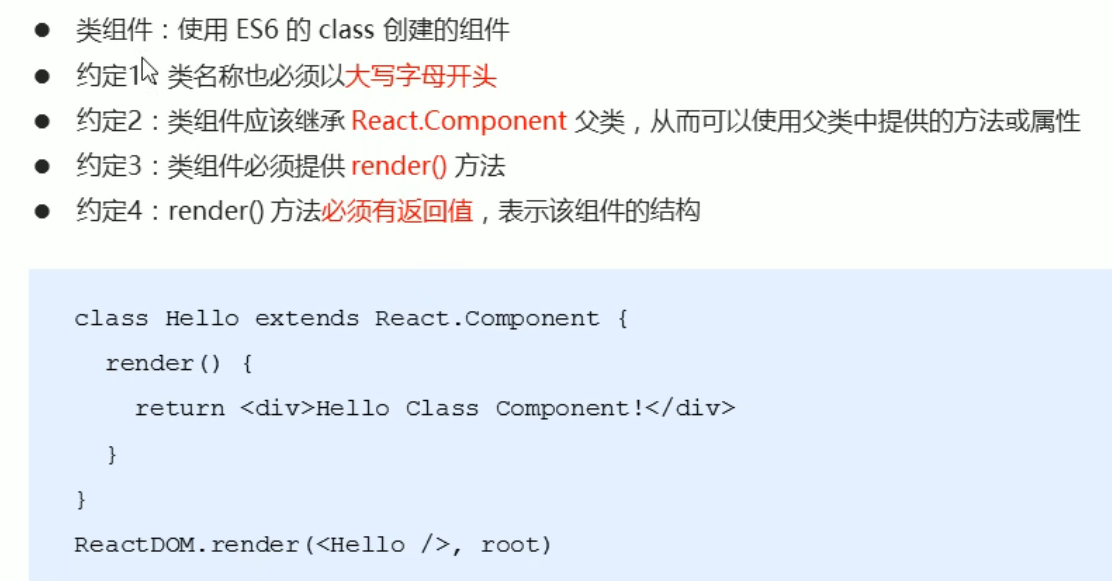 ● 类组件：使用 ES6 的 class 创建的组件
● 约定1 类名称也必须以大写字母开头
● 约定2：类组件应该继承 React.Component 父类，从而可以使用父类中提供的方法或属性
● 约定3：类组件必须提供 render() 方法
● 约定4：render() 方法必须有返回值，表示该组件的结构
class Hello extends React.Component {
  render() {
    return <div>Hello Class Component!</div>
  }
}
ReactDOM.render(<Hello />, root)